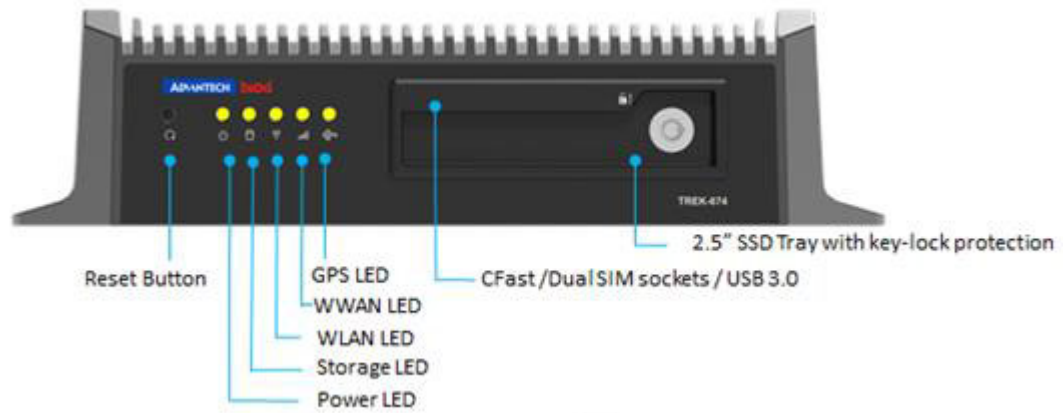 ADVANTECH
TREK-674
2.5” SSD Tray with key-lock protection
Reset Button
GPS LED
CFast /Dual SIM sockets / USB 3.0
WWAN LED
WLAN LED
Storage LED
Power LED